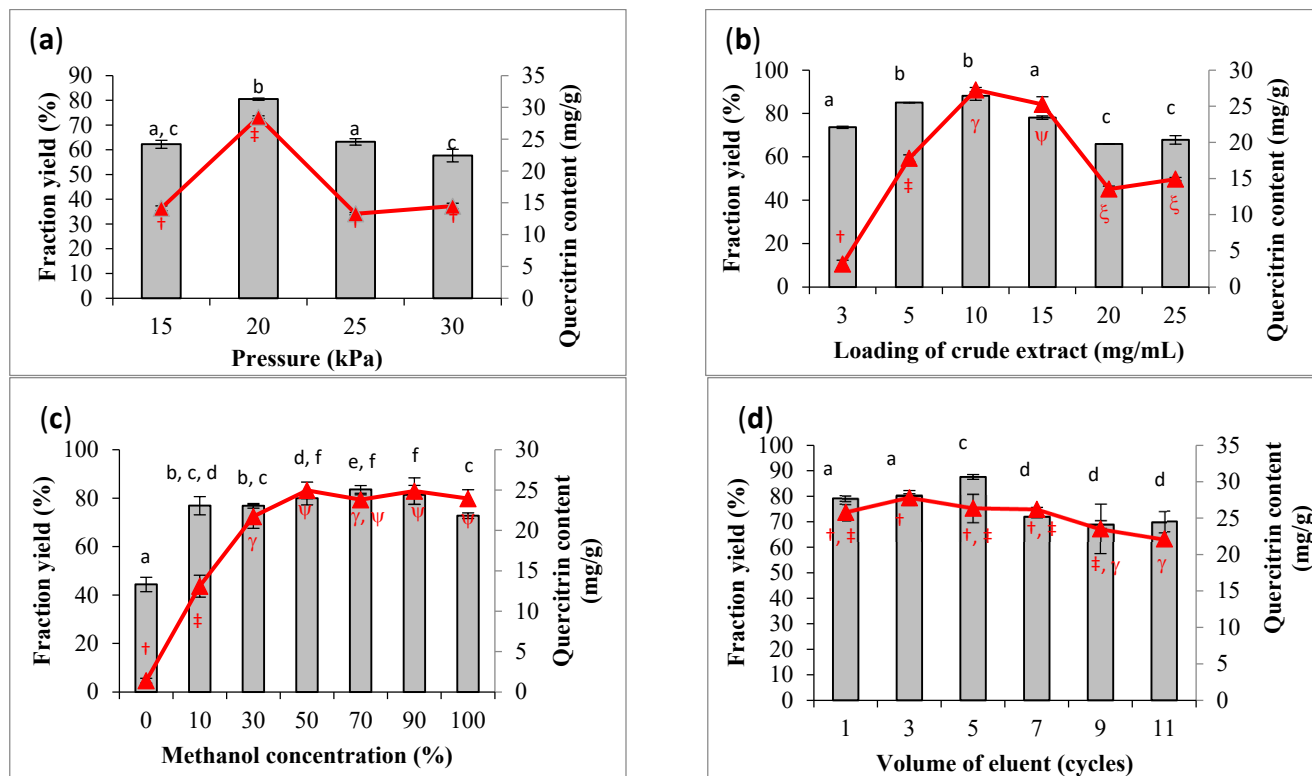 (a)
Fraction yield (%)
90
80
70
60
50
40
30
20
10
0
a, c
b
a
c
†
‡
†
†
35
30
25
20
15
10
5
0
Quercitrin content (mg/g)
15 20 25 30
Pressure (kPa)
(b)
Fraction yield (%)
100
80
60
40
20
0
a
b
b
a
c
c
†
‡
γ
ψ
ξ
ξ
30
25
20
15
10
5
0
Quercitrin content (mg/g)
3 5 10 15 20 25
Loading of crude extract (mg/mL)
(c)
Fraction yield (%)
100
80
60
40
20
0
a
b, c, d
b, c
d, f
e, f
f
c
†
‡
γ
ψ
γ, ψ
ψ
ψ
30
25
20
15
10
5
0
Quercitrin content
(mg/g)
0 10 30 50 70 90 100
Methanol concentration (%)
(d)
Fraction yield (%)
100
90
80
70
60
50
40
30
20
10
0
a
a
c
d
d
d
†, ‡
†
†, ‡
†, ‡
‡, γ
γ
35
30
25
20
15
10
5
0
Quercitrin content
(mg/g)
1 3 5 7 9 11
Volume of eluent (cycles)